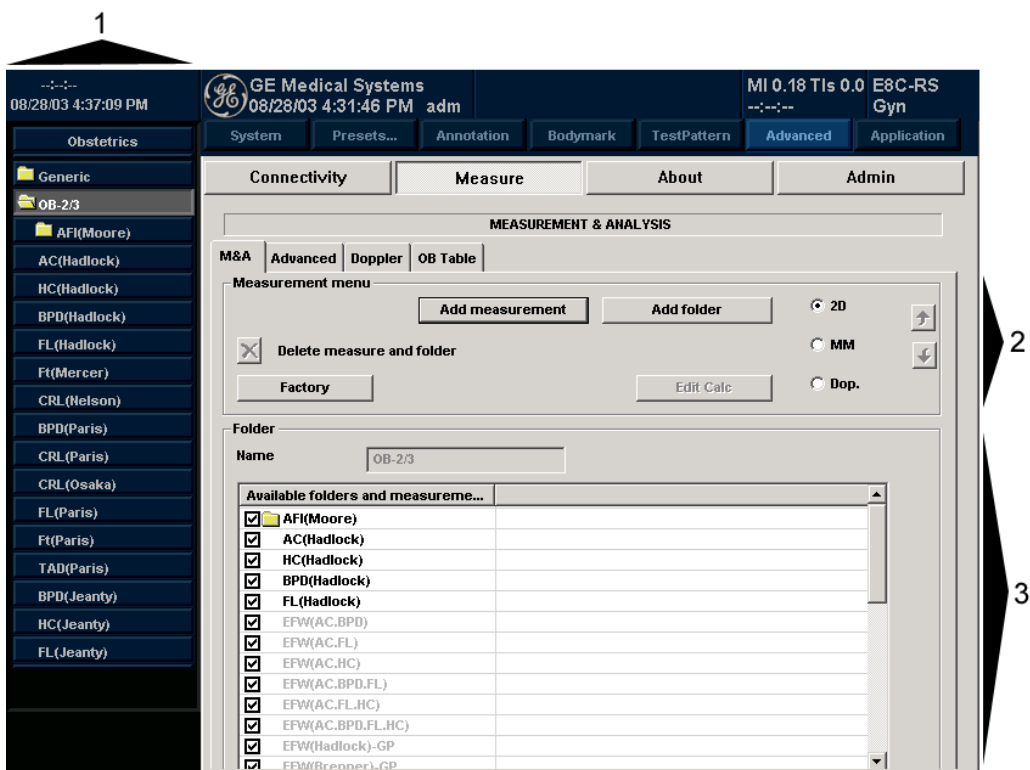 1
--:--:--
08/28/03 4:37:09 PM
GE Medical Systems
08/28/03 4:31:46 PM adm
MI 0.18 TIs 0.0
--:--:--
E8C-RS
Gyn
System Presets... Annotation Bodymark TestPattern Advanced Application
Obstetrics
Generic
OB-2/3
AFI(Moore)
AC(Hadlock)
HC(Hadlock)
BPD(Hadlock)
FL(Hadlock)
Ft(Mercer)
CRL(Nelson)
BPD(Paris)
CRL(Paris)
CRL(Osaka)
FL(Paris)
Ft(Paris)
TAD(Paris)
BPD(Jeanty)
HC(Jeanty)
FL(Jeanty)
Connectivity Measure About Admin
MEASUREMENT & ANALYSIS
M&A Advanced Doppler OB Table
Measurement menu
Add measurement Add folder 2D
Delete measure and folder MM
Factory Edit Calc Dop.
2
Folder
Name OB-2/3
Available folders and measureme...
AFI(Moore)
AC(Hadlock)
HC(Hadlock)
BPD(Hadlock)
FL(Hadlock)
EFW(AC.BPD)
EFW(AC.FL)
EFW(AC.HC)
EFW(AC.BPD.FL)
EFW(AC.FL.HC)
EFW(AC.BPD.FL.HC)
EFW(Hadlock)-GP
EFW(Brenner)-GP
3